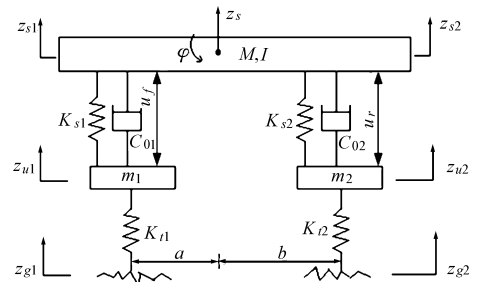 z_s
z_s1 φ M,I z_s2
K_s1 C_01 u_f K_s2 C_02 u_r
z_u1 m_1 m_2 z_u2
K_t1 K_t2
z_g1 a b z_g2